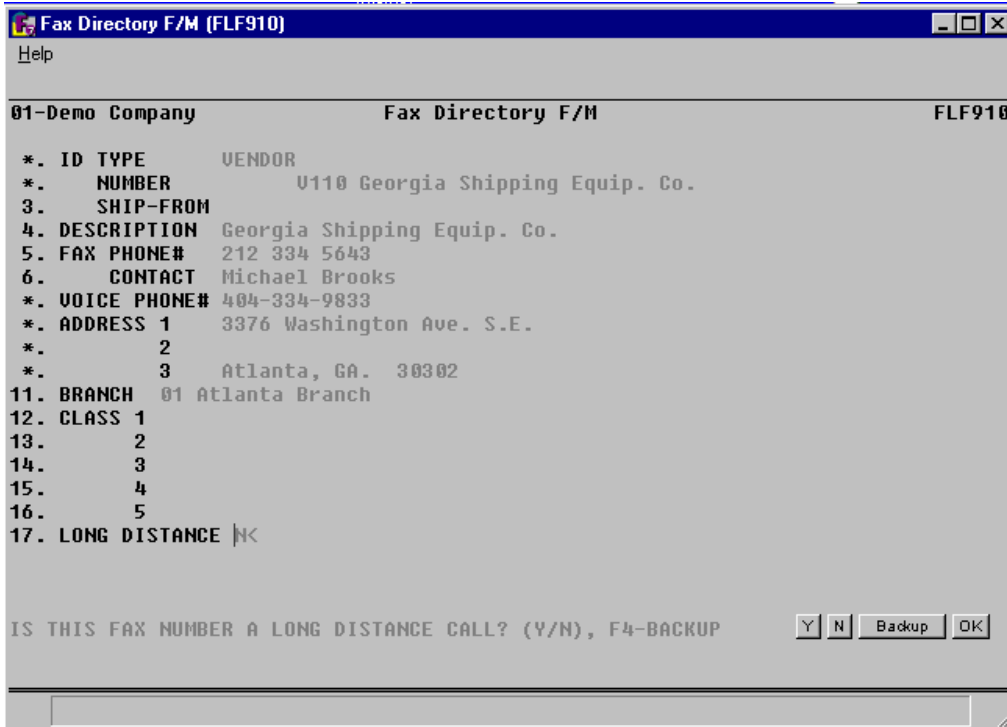 Fax Directory F/M (FLF910)
Help
01-Demo Company Fax Directory F/M FLF910
*. ID TYPE VENDOR
*. NUMBER V110 Georgia Shipping Equip. Co.
3. SHIP-FROM
4. DESCRIPTION Georgia Shipping Equip. Co.
5. FAX PHONE# 212 334 5643
6. CONTACT Michael Brooks
*. VOICE PHONE# 404-334-9833
*. ADDRESS 1 3376 Washington Ave. S.E.
*. 2
*. 3 Atlanta, GA. 30302
11. BRANCH 01 Atlanta Branch
12. CLASS 1
13. 2
14. 3
15. 4
16. 5
17. LONG DISTANCE N<
IS THIS FAX NUMBER A LONG DISTANCE CALL? (Y/N), F4-BACKUP Y N Backup OK